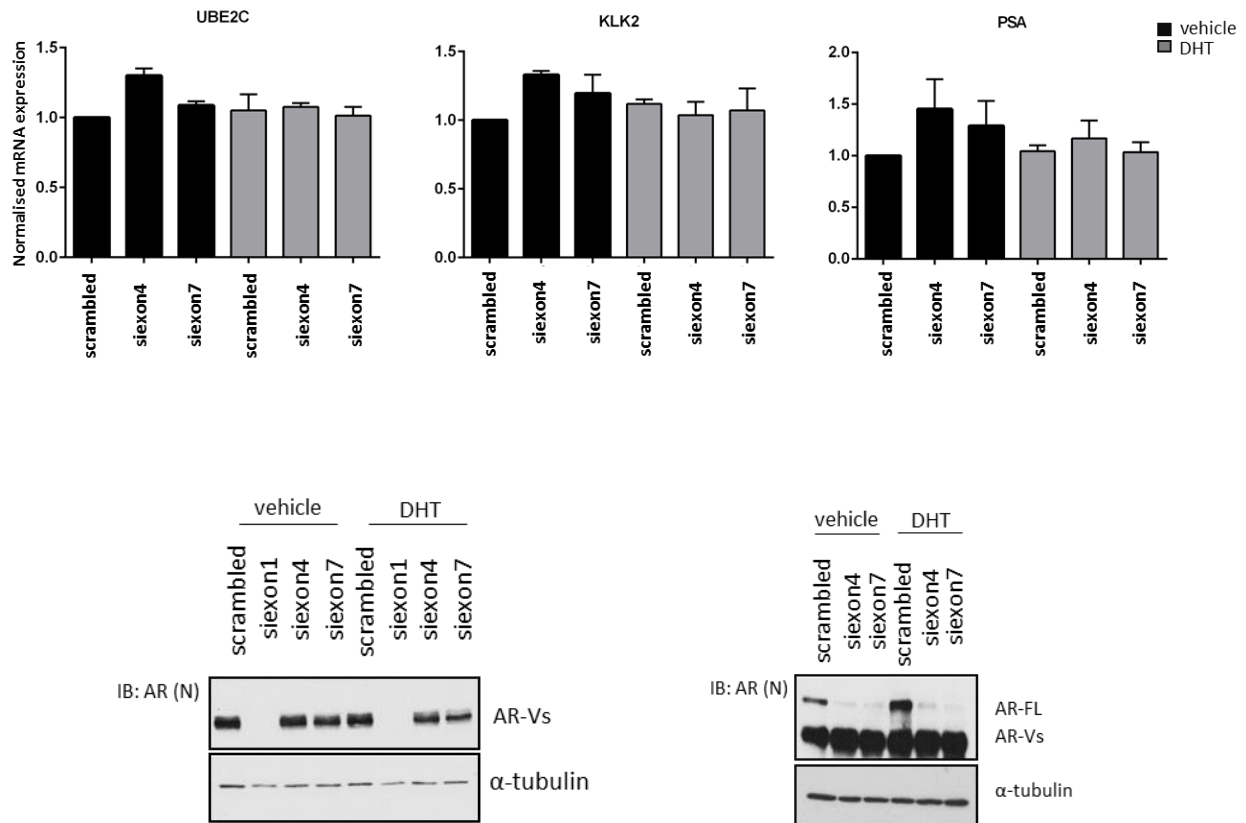 UBE2C
KLK2
PSA
vehicle
DHT
Normalised mRNA expression
1.5
1.0
0.5
0.0
scrambled
siexon4
siexon7
scrambled
siexon4
siexon7
1.5
1.0
0.5
0.0
scrambled
siexon4
siexon7
scrambled
siexon4
siexon7
2.0
1.5
1.0
0.5
0.0
scrambled
siexon4
siexon7
scrambled
siexon4
siexon7
vehicle DHT
scrambled
siexon1
siexon4
siexon7
scrambled
siexon1
siexon4
siexon7
IB: AR (N)
AR-Vs
α-tubulin
vehicle DHT
scrambled
siexon4
siexon7
scrambled
siexon4
siexon7
IB: AR (N)
AR-FL
AR-Vs
α-tubulin